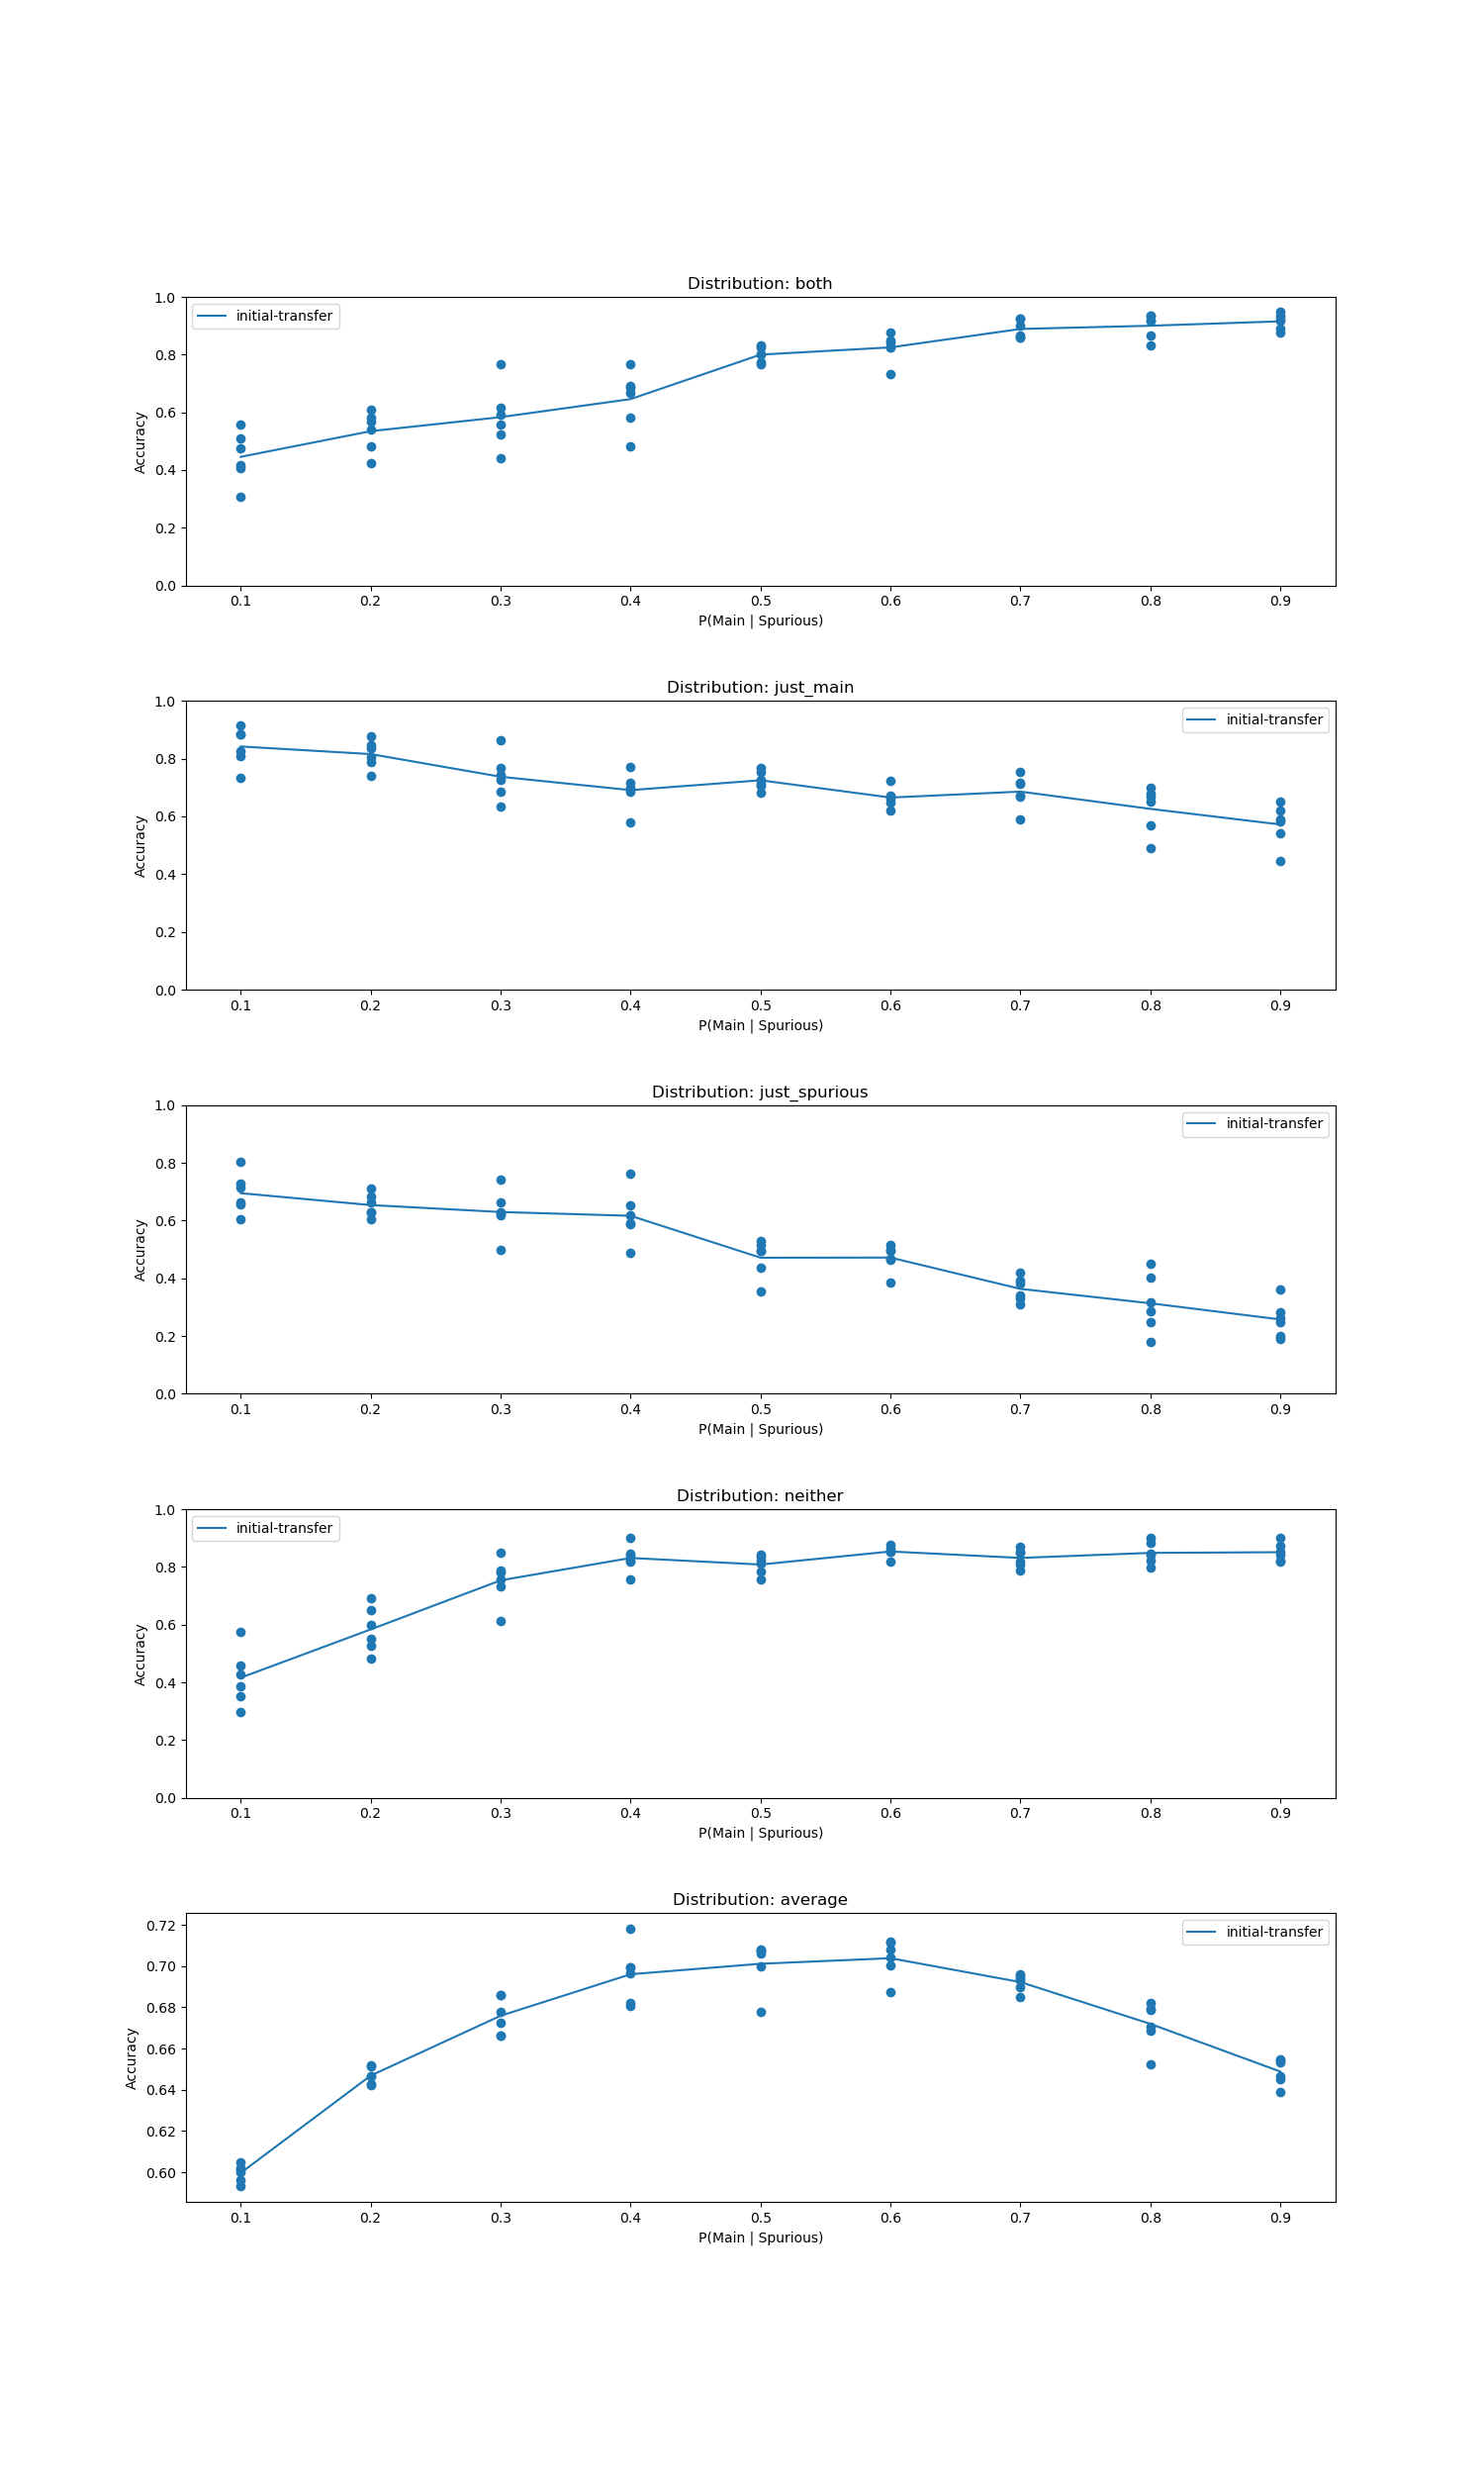 Distribution: both
1.0
initial-transfer
0.8
0.6
Accuracy
0.4
0.2
0.0
0.1 0.2 0.3 0.4 0.5 0.6 0.7 0.8 0.9
P(Main | Spurious)
Distribution: just_main
1.0
initial-transfer
0.8
0.6
Accuracy
0.4
0.2
0.0
0.1 0.2 0.3 0.4 0.5 0.6 0.7 0.8 0.9
P(Main | Spurious)
Distribution: just_spurious
1.0
initial-transfer
0.8
0.6
Accuracy
0.4
0.2
0.0
0.1 0.2 0.3 0.4 0.5 0.6 0.7 0.8 0.9
P(Main | Spurious)
Distribution: neither
1.0
initial-transfer
0.8
0.6
Accuracy
0.4
0.2
0.0
0.1 0.2 0.3 0.4 0.5 0.6 0.7 0.8 0.9
P(Main | Spurious)
Distribution: average
0.72
initial-transfer
0.70
0.68
0.66
Accuracy
0.64
0.62
0.60
0.1 0.2 0.3 0.4 0.5 0.6 0.7 0.8 0.9
P(Main | Spurious)